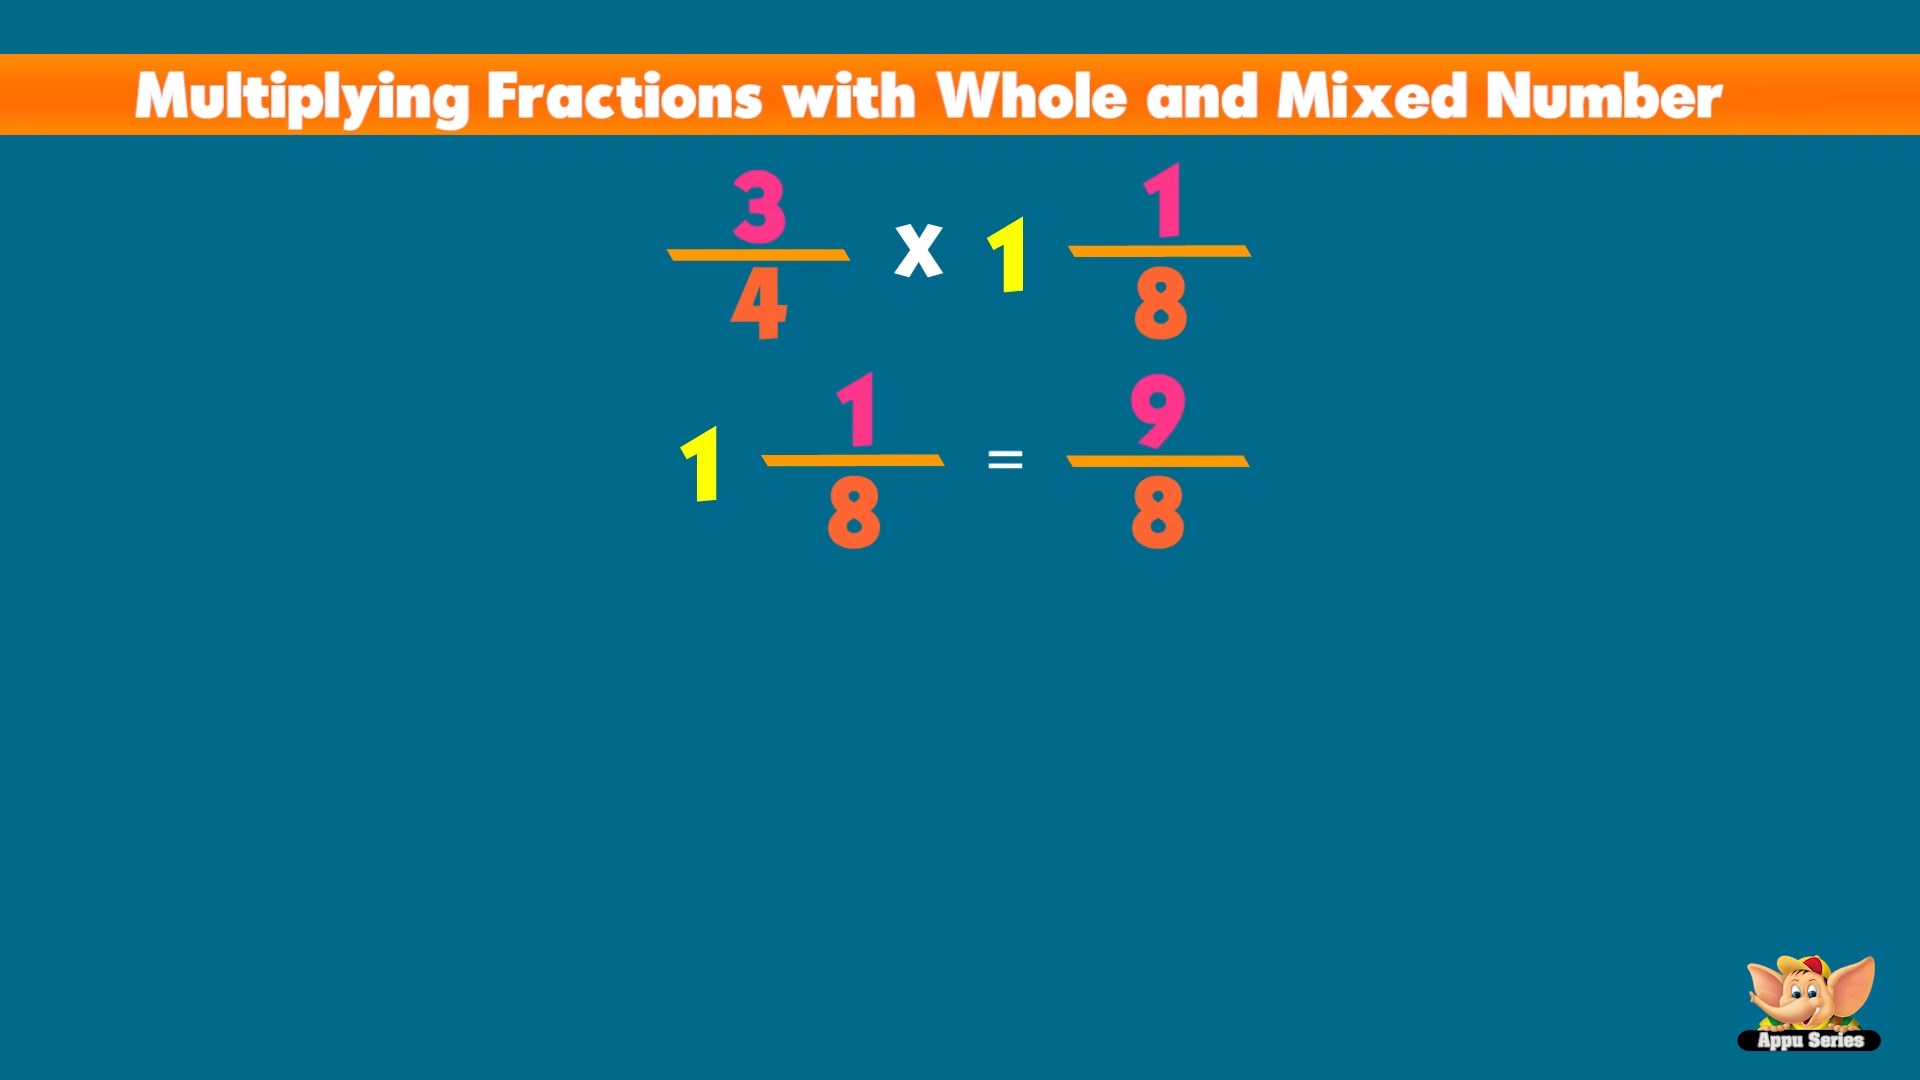 Multiplying Fractions with Whole and Mixed Number
3/4 x 1 1/8
1 1/8 = 9/8
Appu Series